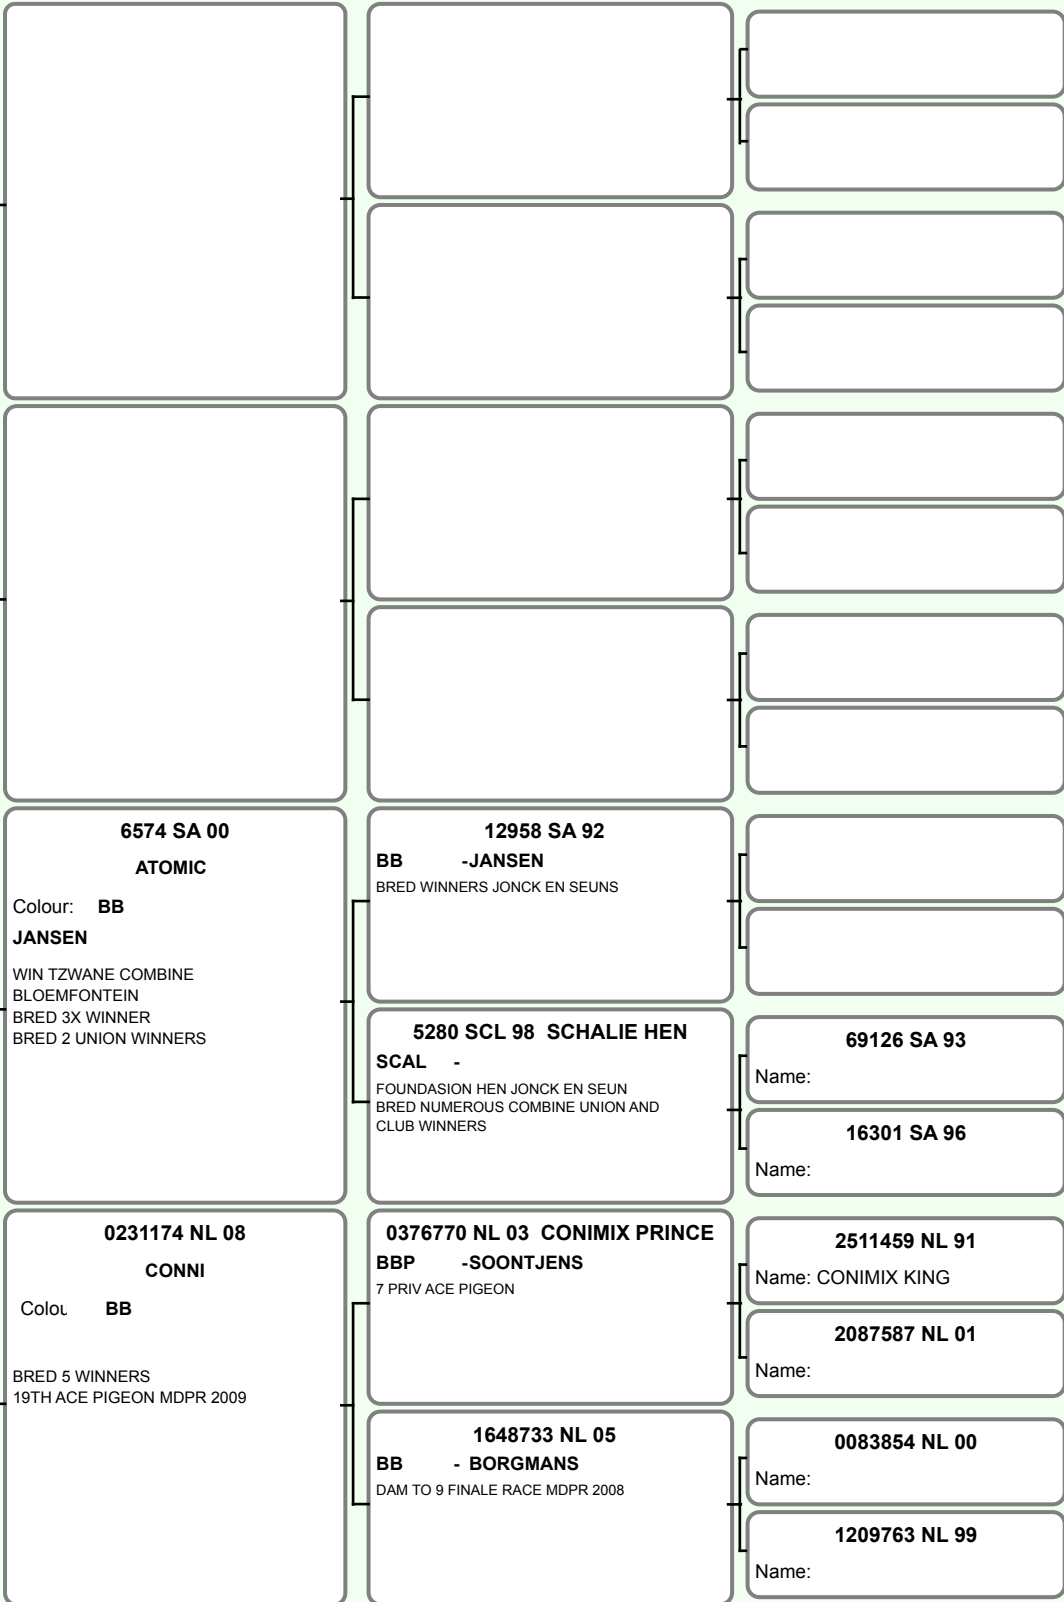 6574 SA 00
ATOMIC
Colour: BB
JANSEN
WIN TZWANE COMBINE
BLOEMFONTEIN
BRED 3X WINNER
BRED 2 UNION WINNERS
0231174 NL 08
CONNI
Colou BB
BRED 5 WINNERS
19TH ACE PIGEON MDPR 2009
12958 SA 92
BB -JANSEN
BRED WINNERS JONCK EN SEUNS
5280 SCL 98 SCHALIE HEN
SCAL -
FOUNDASION HEN JONCK EN SEUN
BRED NUMEROUS COMBINE UNION AND
CLUB WINNERS
0376770 NL 03 CONIMIX PRINCE
BBP -SOONTJENS
7 PRIV ACE PIGEON
1648733 NL 05
BB - BORGMANS
DAM TO 9 FINALE RACE MDPR 2008
69126 SA 93
Name:
16301 SA 96
Name:
2511459 NL 91
Name: CONIMIX KING
2087587 NL 01
Name:
0083854 NL 00
Name:
1209763 NL 99
Name: